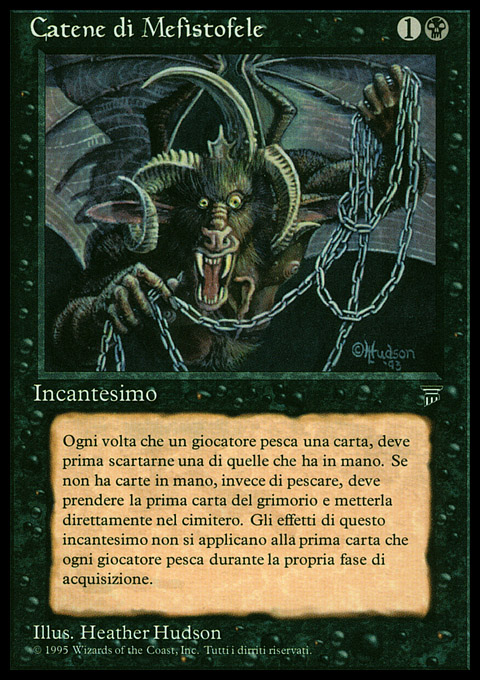 Catene di Mefistofele 1
©HHudson
'93
Incantesimo
Ogni volta che un giocatore pesca una carta, deve
prima scartarne una di quelle che ha in mano. Se
non ha carte in mano, invece di pescare, deve
prendere la prima carta del grimorio e metterla
direttamente nel cimitero. Gli effetti di questo
incantesimo non si applicano alla prima carta che
ogni giocatore pesca durante la propria fase di
acquisizione.
Illus. Heather Hudson
© 1995 Wizards of the Coast, Inc. Tutti i dirriti riservati.